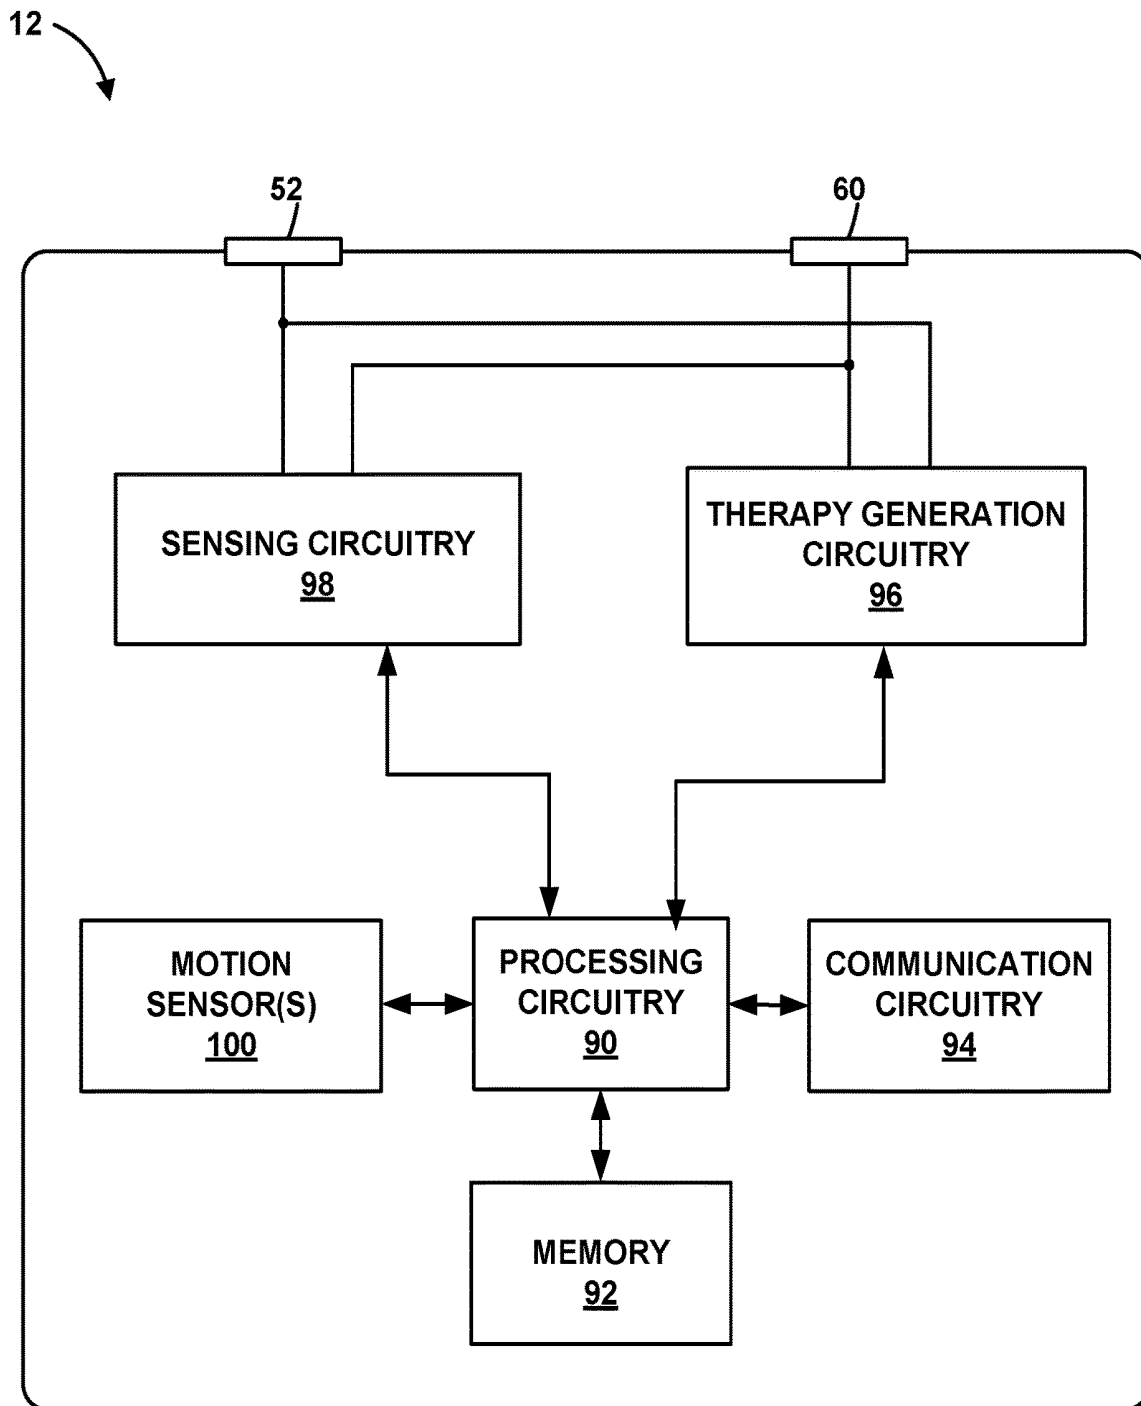 12
52
60
SENSING CIRCUITRY
98
THERAPY GENERATION
CIRCUITRY
96
MOTION
SENSOR(S)
100
PROCESSING
CIRCUITRY
90
COMMUNICATION
CIRCUITRY
94
MEMORY
92